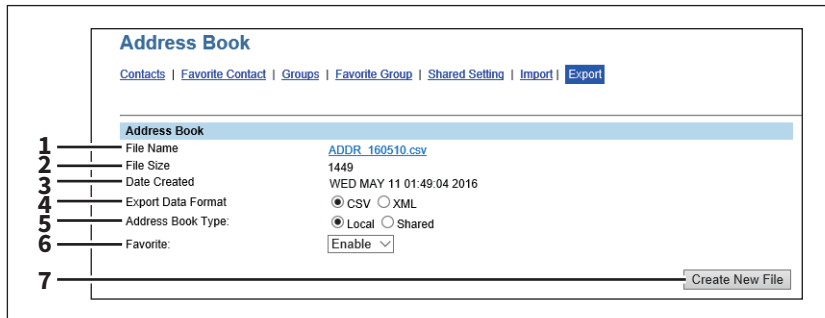 Address Book
Contacts | Favorite Contact | Groups | Favorite Group | Shared Setting | Import | Export
Address Book
1 File Name ADDR_160510.csv
2 File Size 1449
3 Date Created WED MAY 11 01:49:04 2016
4 Export Data Format CSV XML
5 Address Book Type: Local Shared
6 Favorite: Enable
7 Create New File